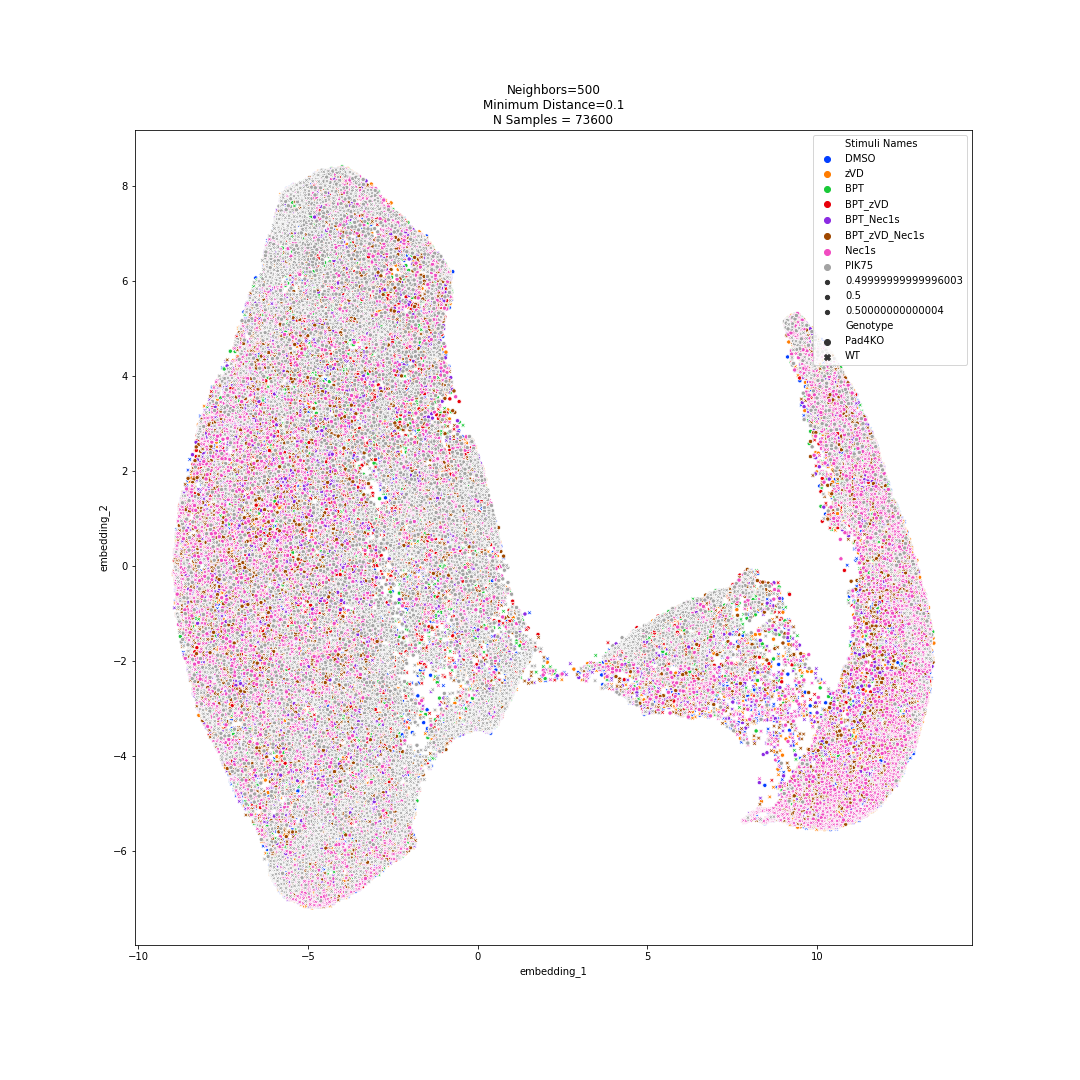 Neighbors=500
Minimum Distance=0.1
N Samples = 73600
Stimuli Names
DMSO
zVD
BPT
BPT_zVD
BPT_Nec1s
BPT_zVD_Nec1s
Nec1s
PIK75
0.49999999999996003
0.5
0.50000000000004
Genotype
Pad4KO
WT
embedding_2
8
6
4
2
0
−2
−4
−6
−10
−5
0
5
10
embedding_1